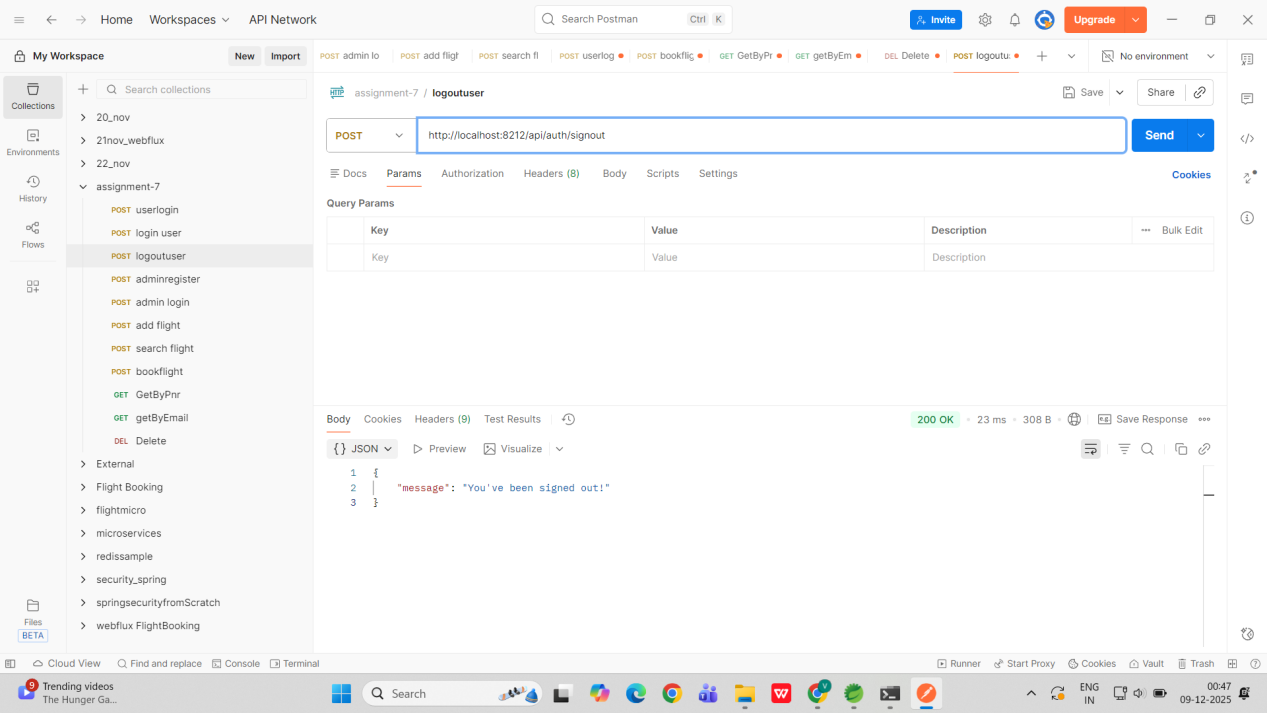 Home Workspaces API Network Search Postman Ctrl K Invite Upgrade
My Workspace New Import POST admin lo POST add fligh POST search fl POST userlog POST bookflig GET GetByPr GET getByEm DEL Delete POST logoutu: No environment
Collections
Environments
History
Flows
Files
BETA
Search collections
20_nov
21nov_webflux
22_nov
assignment-7
POST userlogin
POST login user
POST logoutuser
POST adminregister
POST admin login
POST add flight
POST search flight
POST bookflight
GET GetByPnr
GET getByEmail
DEL Delete
External
Flight Booking
flightmicro
microservices
redissample
security_spring
springsecurityfromScratch
webflux FlightBooking
HTTP assignment-7 / logoutuser Save Share
POST http://localhost:8212/api/auth/signout Send
Docs Params Authorization Headers (8) Body Scripts Settings Cookies
Query Params
Key Value Description Bulk Edit
Key Value Description
Body Cookies Headers (9) Test Results 200 OK 23 ms 308 B e.g. Save Response
{} JSON Preview Visualize
1 {
2 "message": "You've been signed out!"
3 }
Cloud View Find and replace Console Terminal Runner Start Proxy Cookies Vault Trash
9 Trending videos
The Hunger Ga...
Search
ENG
IN
00:47
09-12-2025